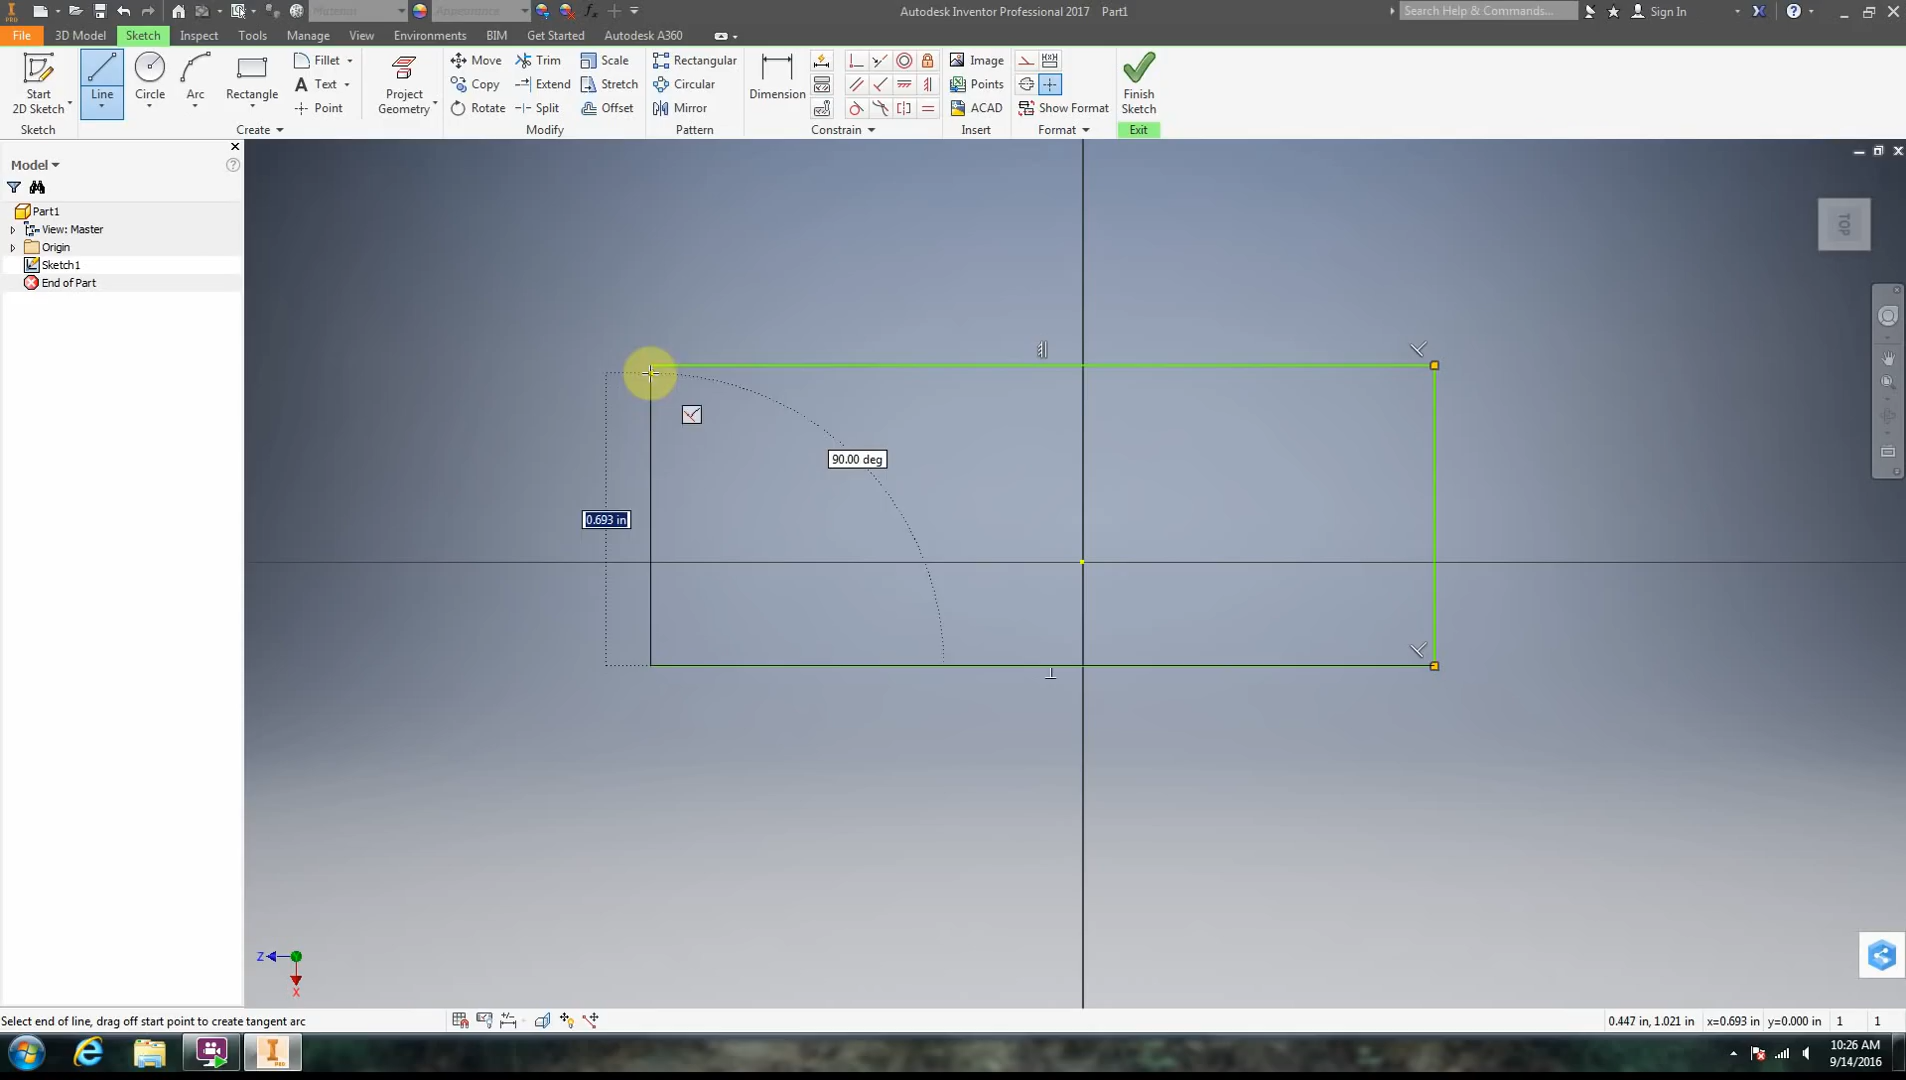 Material
Appearance
Autodesk Inventor Professional 2017 Part1
Search Help & Commands...
Sign In
PRO
File
3D Model
Sketch
Inspect
Tools
Manage
View
Environments
BIM
Get Started
Autodesk A360
Start
2D Sketch
Line
Circle
Arc
Rectangle
Fillet
Text
Point
Project
Geometry
Move
Copy
Rotate
Trim
Extend
Split
Scale
Stretch
Offset
Rectangular
Circular
Mirror
Dimension
Image
Points
ACAD
Show Format
Finish
Sketch
Sketch
Create
Modify
Pattern
Constrain
Insert
Format
Exit
Model
Part1
View: Master
Origin
Sketch1
End of Part
TOP
90.00 deg
0.693 in
Z
X
Select end of line, drag off start point to create tangent arc
0.447 in, 1.021 in x=0.693 in y=0.000 in 1 1
PRO
10:26 AM
9/14/2016